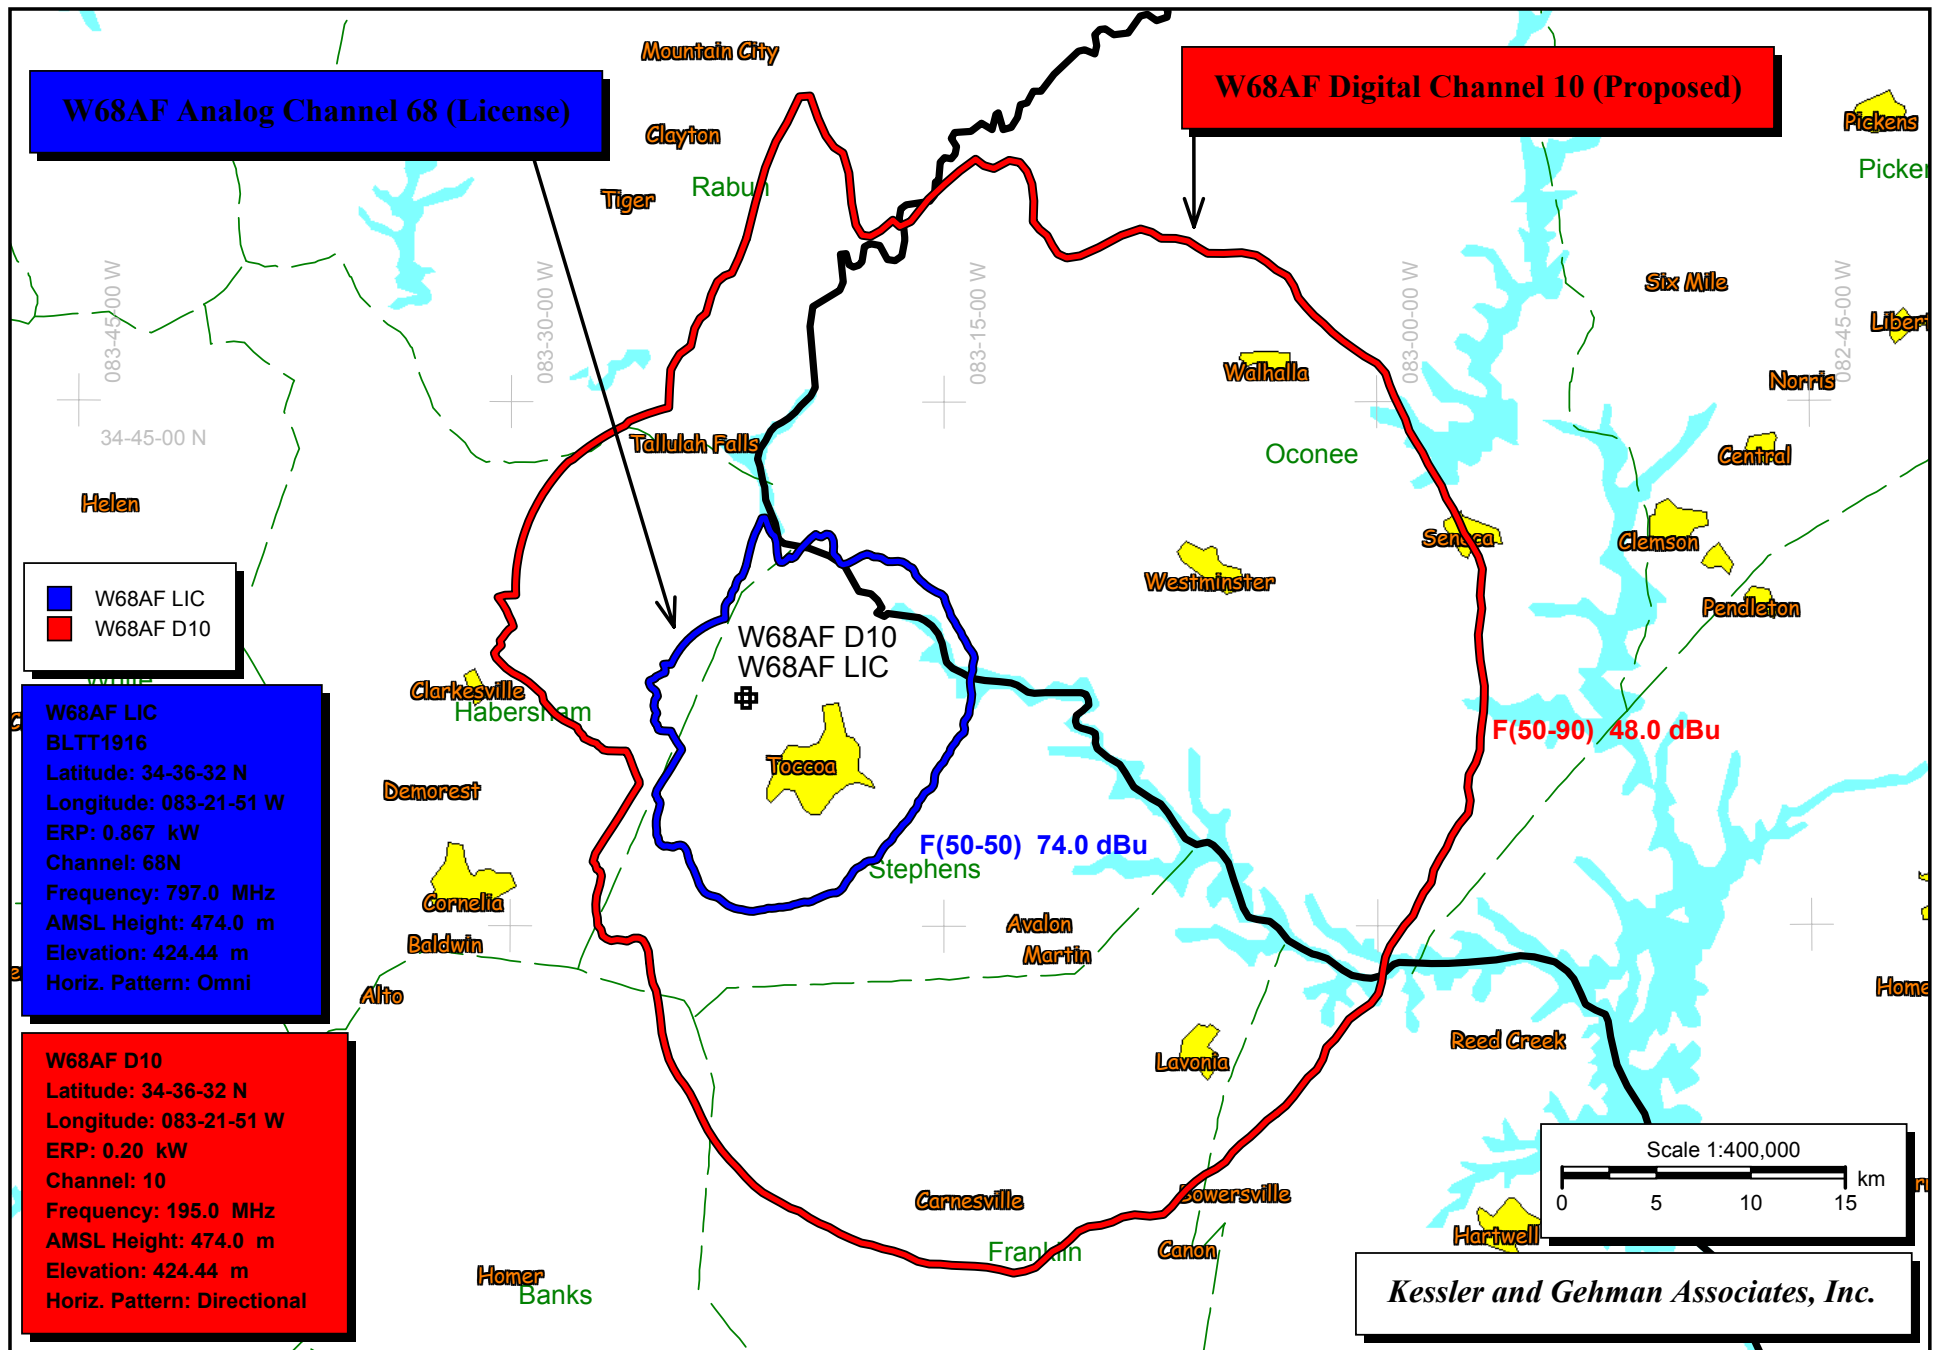 Mountain City
W68AF Analog Channel 68 (License)
W68AF Digital Channel 10 (Proposed)
Pickens
Clayton
Rabun
Tiger
Six Mile
083-45-00 W
083-30-00 W
083-15-00 W
083-00-00 W
082-45-00 W
Walhalla
Norris
34-45-00 N
Tallulah Falls
Oconee
Central
Helen
Seneca
Clemson
Westminster
Pendleton
W68AF LIC
W68AF D10
W68AF D10
W68AF LIC
White
Clarkesville
Habersham
F(50-90) 48.0 dBu
W68AF LIC
BLTT1916
Latitude: 34-36-32 N
Longitude: 083-21-51 W
ERP: 0.867 kW
Channel: 68N
Frequency: 797.0 MHz
AMSL Height: 474.0 m
Elevation: 424.44 m
Horiz. Pattern: Omni
Toccoa
Demorest
F(50-50) 74.0 dBu
Stephens
Cornelia
Baldwin
Avalon
Martin
Alto
Reed Creek
Lavonia
W68AF D10
Latitude: 34-36-32 N
Longitude: 083-21-51 W
ERP: 0.20 kW
Channel: 10
Frequency: 195.0 MHz
AMSL Height: 474.0 m
Elevation: 424.44 m
Horiz. Pattern: Directional
Scale 1:400,000
km
0 5 10 15
Carnesville
Bowersville
Hartwell
Franklin
Canon
Homer
Banks
Kessler and Gehman Associates, Inc.